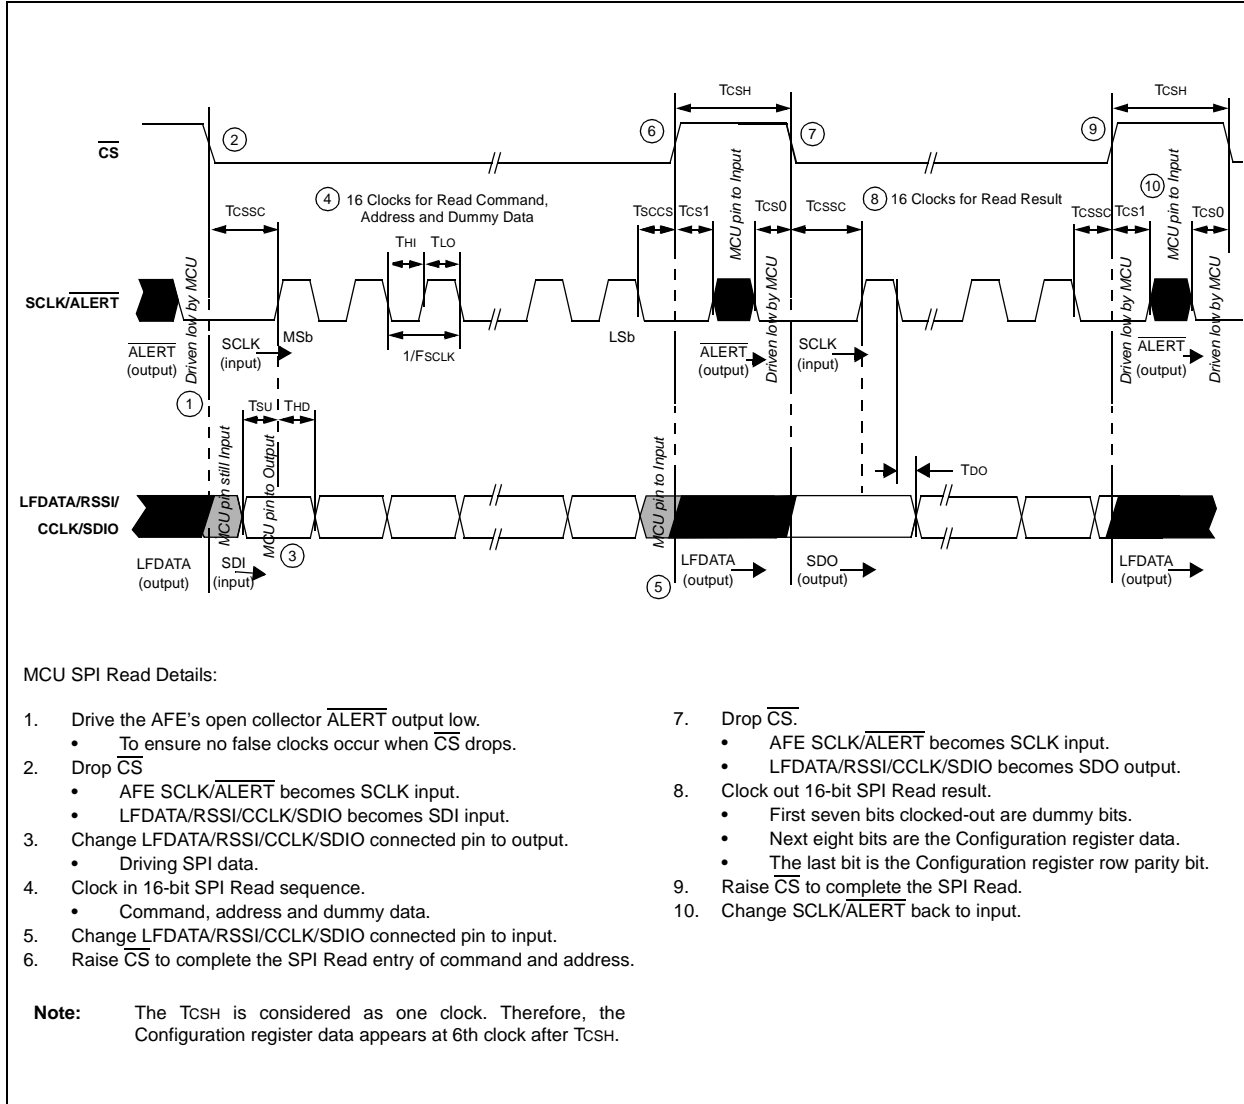 TCSH
TCSH
6
7
9
2
CS
MCU pin to Input
MCU pin to Input
10
4 16 Clocks for Read Command,
Address and Dummy Data
8 16 Clocks for Read Result
TCSSC
TSCCS
TCS1
TCS0
TCSSC
TCSSC
TCS1
TCS0
THI
TLO
Driven low by MCU
SCLK/ALERT
MSb
LSb
1/FSCLK
ALERT
(output)
SCLK
(input)
ALERT
(output)
Driven low by MCU
SCLK
(input)
Driven low by MCU
ALERT
(output)
Driven low by MCU
1
TSU
THD
MCU pin still Input
MCU pin to Output
MCU pin to Input
TDO
LFDATA/RSSI/
CCLK/SDIO
3
LFDATA
(output)
SDI
(input)
5
LFDATA
(output)
SDO
(output)
LFDATA
(output)
MCU SPI Read Details:
1. Drive the AFE's open collector ALERT output low.
• To ensure no false clocks occur when CS drops.
2. Drop CS
• AFE SCLK/ALERT becomes SCLK input.
• LFDATA/RSSI/CCLK/SDIO becomes SDI input.
3. Change LFDATA/RSSI/CCLK/SDIO connected pin to output.
• Driving SPI data.
4. Clock in 16-bit SPI Read sequence.
• Command, address and dummy data.
5. Change LFDATA/RSSI/CCLK/SDIO connected pin to input.
6. Raise CS to complete the SPI Read entry of command and address.
7. Drop CS.
• AFE SCLK/ALERT becomes SCLK input.
• LFDATA/RSSI/CCLK/SDIO becomes SDO output.
8. Clock out 16-bit SPI Read result.
• First seven bits clocked-out are dummy bits.
• Next eight bits are the Configuration register data.
• The last bit is the Configuration register row parity bit.
9. Raise CS to complete the SPI Read.
10. Change SCLK/ALERT back to input.
Note: The TCSH is considered as one clock. Therefore, the
Configuration register data appears at 6th clock after TCSH.